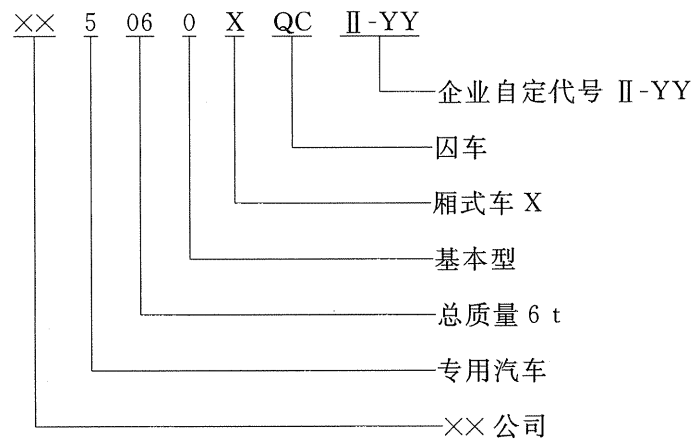 ×× 5 06 0 X QC Ⅱ-YY
企业自定代号 Ⅱ-YY
囚车
厢式车 X
基本型
总质量 6 t
专用汽车
×× 公司